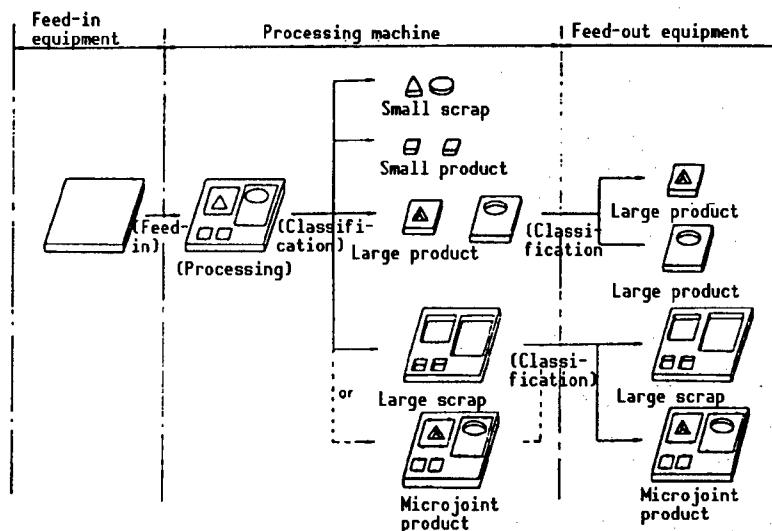 Feed-in
equipment
Processing machine
Feed-out equipment
Small scrap
Small product
(Feed-
in)
(Processing)
(Classifi-
cation)
Large product
(Classi-
fication
Large product
Large product
or
Large scrap
(Classi-
fication)
Large scrap
Microjoint
product
Microjoint
product